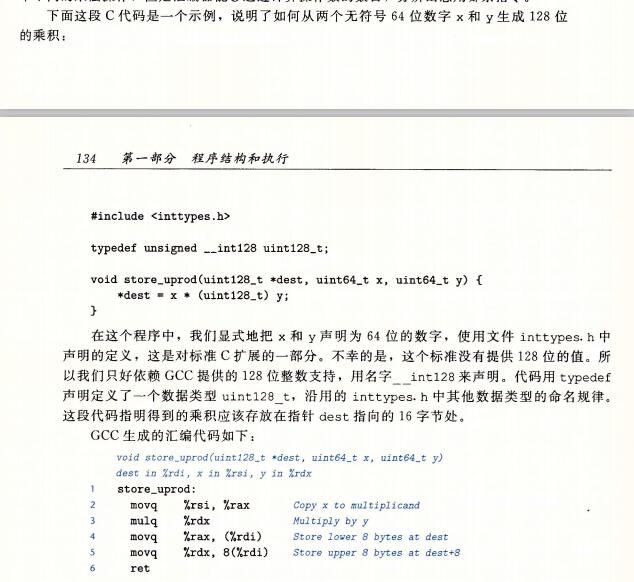 下面这段 C 代码是一个示例，说明了如何从两个无符号 64 位数字 x 和 y 生成 128 位
的乘积：
134 第一部分 程序结构和执行
#include <inttypes.h>
typedef unsigned __int128 uint128_t;
void store_uprod(uint128_t *dest, uint64_t x, uint64_t y) {
*dest = x * (uint128_t) y;
}
在这个程序中，我们显式地把 x 和 y 声明为 64 位的数字，使用文件 inttypes.h 中
声明的定义，这是对标准 C 扩展的一部分。不幸的是，这个标准没有提供 128 位的值。所
以我们只好依赖 GCC 提供的 128 位整数支持，用名字__int128 来声明。代码用 typedef
声明定义了一个数据类型 uint128_t，沿用的 inttypes.h 中其他数据类型的命名规律。
这段代码指明得到的乘积应该存放在指针 dest 指向的 16 字节处。
GCC 生成的汇编代码如下：
void store_uprod(uint128_t *dest, uint64_t x, uint64_t y)
dest in %rdi, x in %rsi, y in %rdx
1 store_uprod:
2 movq %rsi, %rax Copy x to multiplicand
3 mulq %rdx Multiply by y
4 movq %rax, (%rdi) Store lower 8 bytes at dest
5 movq %rdx, 8(%rdi) Store upper 8 bytes at dest+8
6 ret